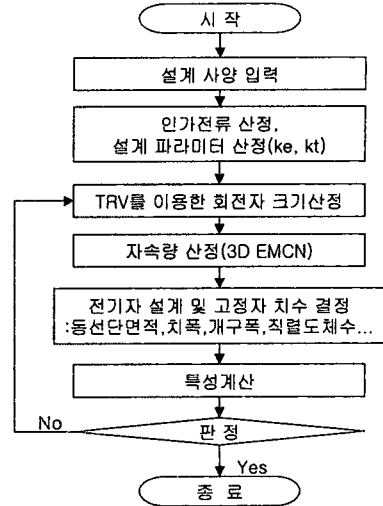 시 작
설계 사양 입력
인가전류 산정,
설계 파라미터 산정(ke, kt)
TRV를 이용한 회전자 크기산정
자속량 산정(3D EMCN)
전기자 설계 및 고정자 치수 결정
:동선단면적,치폭,개구폭,직렬도체수...
특성계산
No
판 정
Yes
종 료